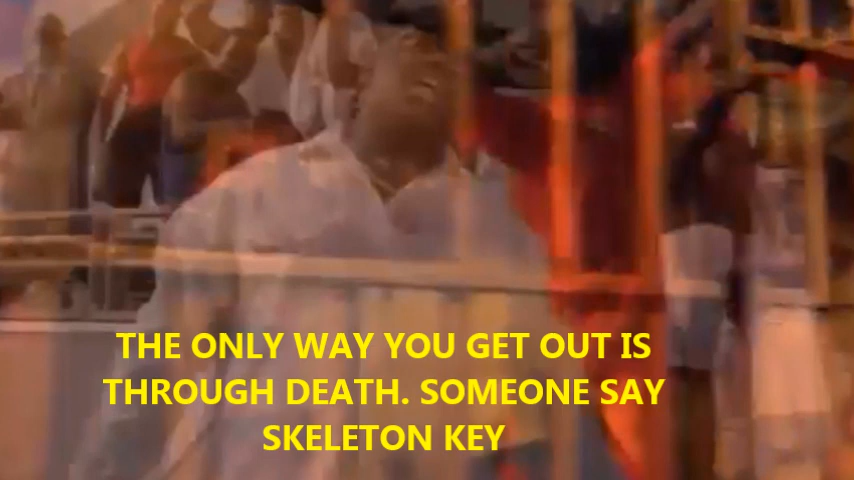 THE ONLY WAY YOU GET OUT IS
THROUGH DEATH. SOMEONE SAY
SKELETON KEY